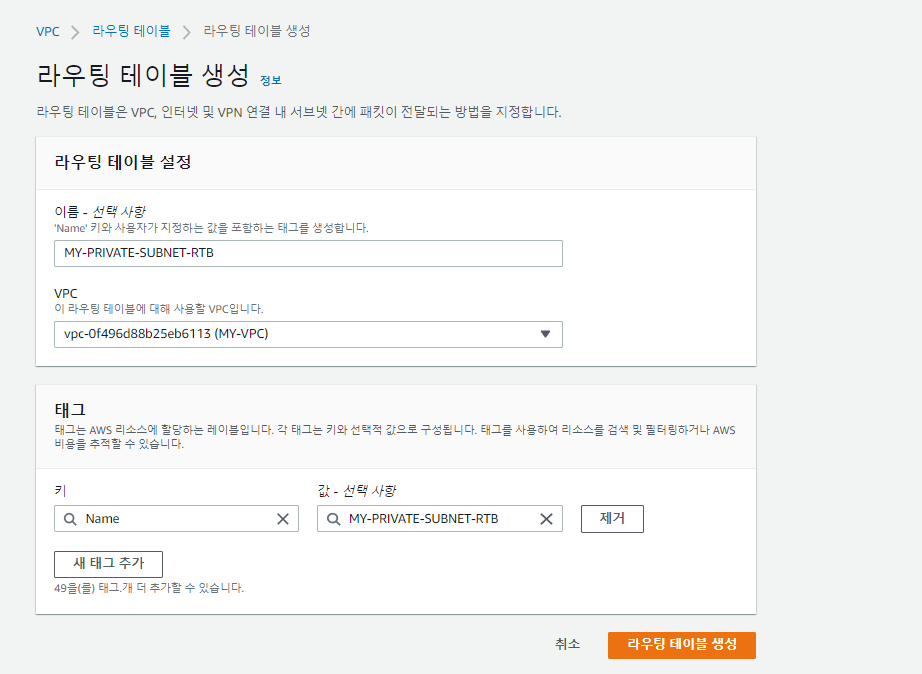 VPC > 라우팅 테이블 > 라우팅 테이블 생성
라우팅 테이블 생성 정보
라우팅 테이블은 VPC, 인터넷 및 VPN 연결 내 서브넷 간에 패킷이 전달되는 방법을 지정합니다.
라우팅 테이블 설정
이름 - 선택 사항
'Name' 키와 사용자가 지정하는 값을 포함하는 태그를 생성합니다.
MY-PRIVATE-SUBNET-RTB
VPC
이 라우팅 테이블에 대해 사용할 VPC입니다.
vpc-0f496d88b25eb6113 (MY-VPC)
태그
태그는 AWS 리소스에 할당하는 레이블입니다. 각 태그는 키와 선택적 값으로 구성됩니다. 태그를 사용하여 리소스를 검색 및 필터링하거나 AWS
비용을 추적할 수 있습니다.
키 값 - 선택 사항
Name MY-PRIVATE-SUBNET-RTB 제거
새 태그 추가
49을(를) 태그.개 더 추가할 수 있습니다.
취소 라우팅 테이블 생성